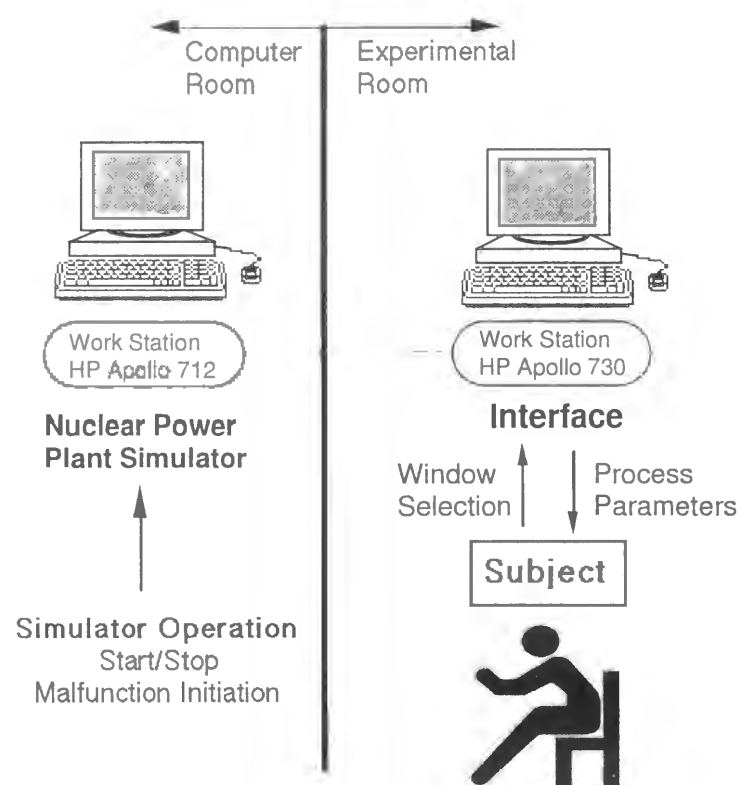 Computer
Room
Experimental
Room
Work Station
HP Apollo 712
Nuclear Power
Plant Simulator
Simulator Operation
Start/Stop
Malfunction Initiation
Work Station
HP Apollo 730
Interface
Window
Selection
Process
Parameters
Subject